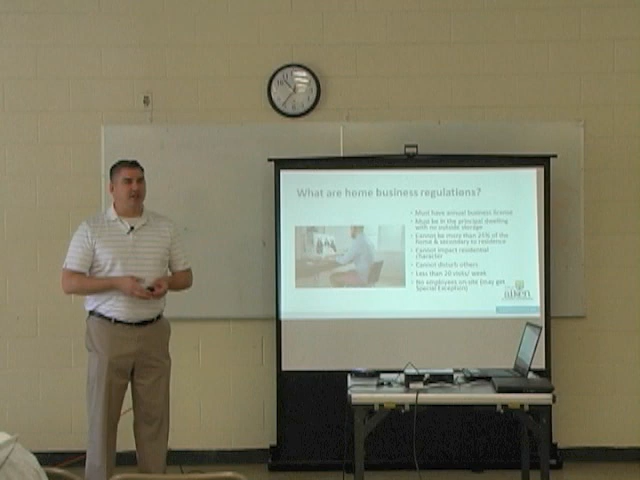 What are home business regulations?
Must have annual business license
Must be in the principal dwelling
with no outside storage
Cannot be more than 25% of the
home & secondary to residence
Cannot impact residential
character
Cannot disturb others
Less than 20 visits/ week
No employees on site (may get
Special Exception)
aiken